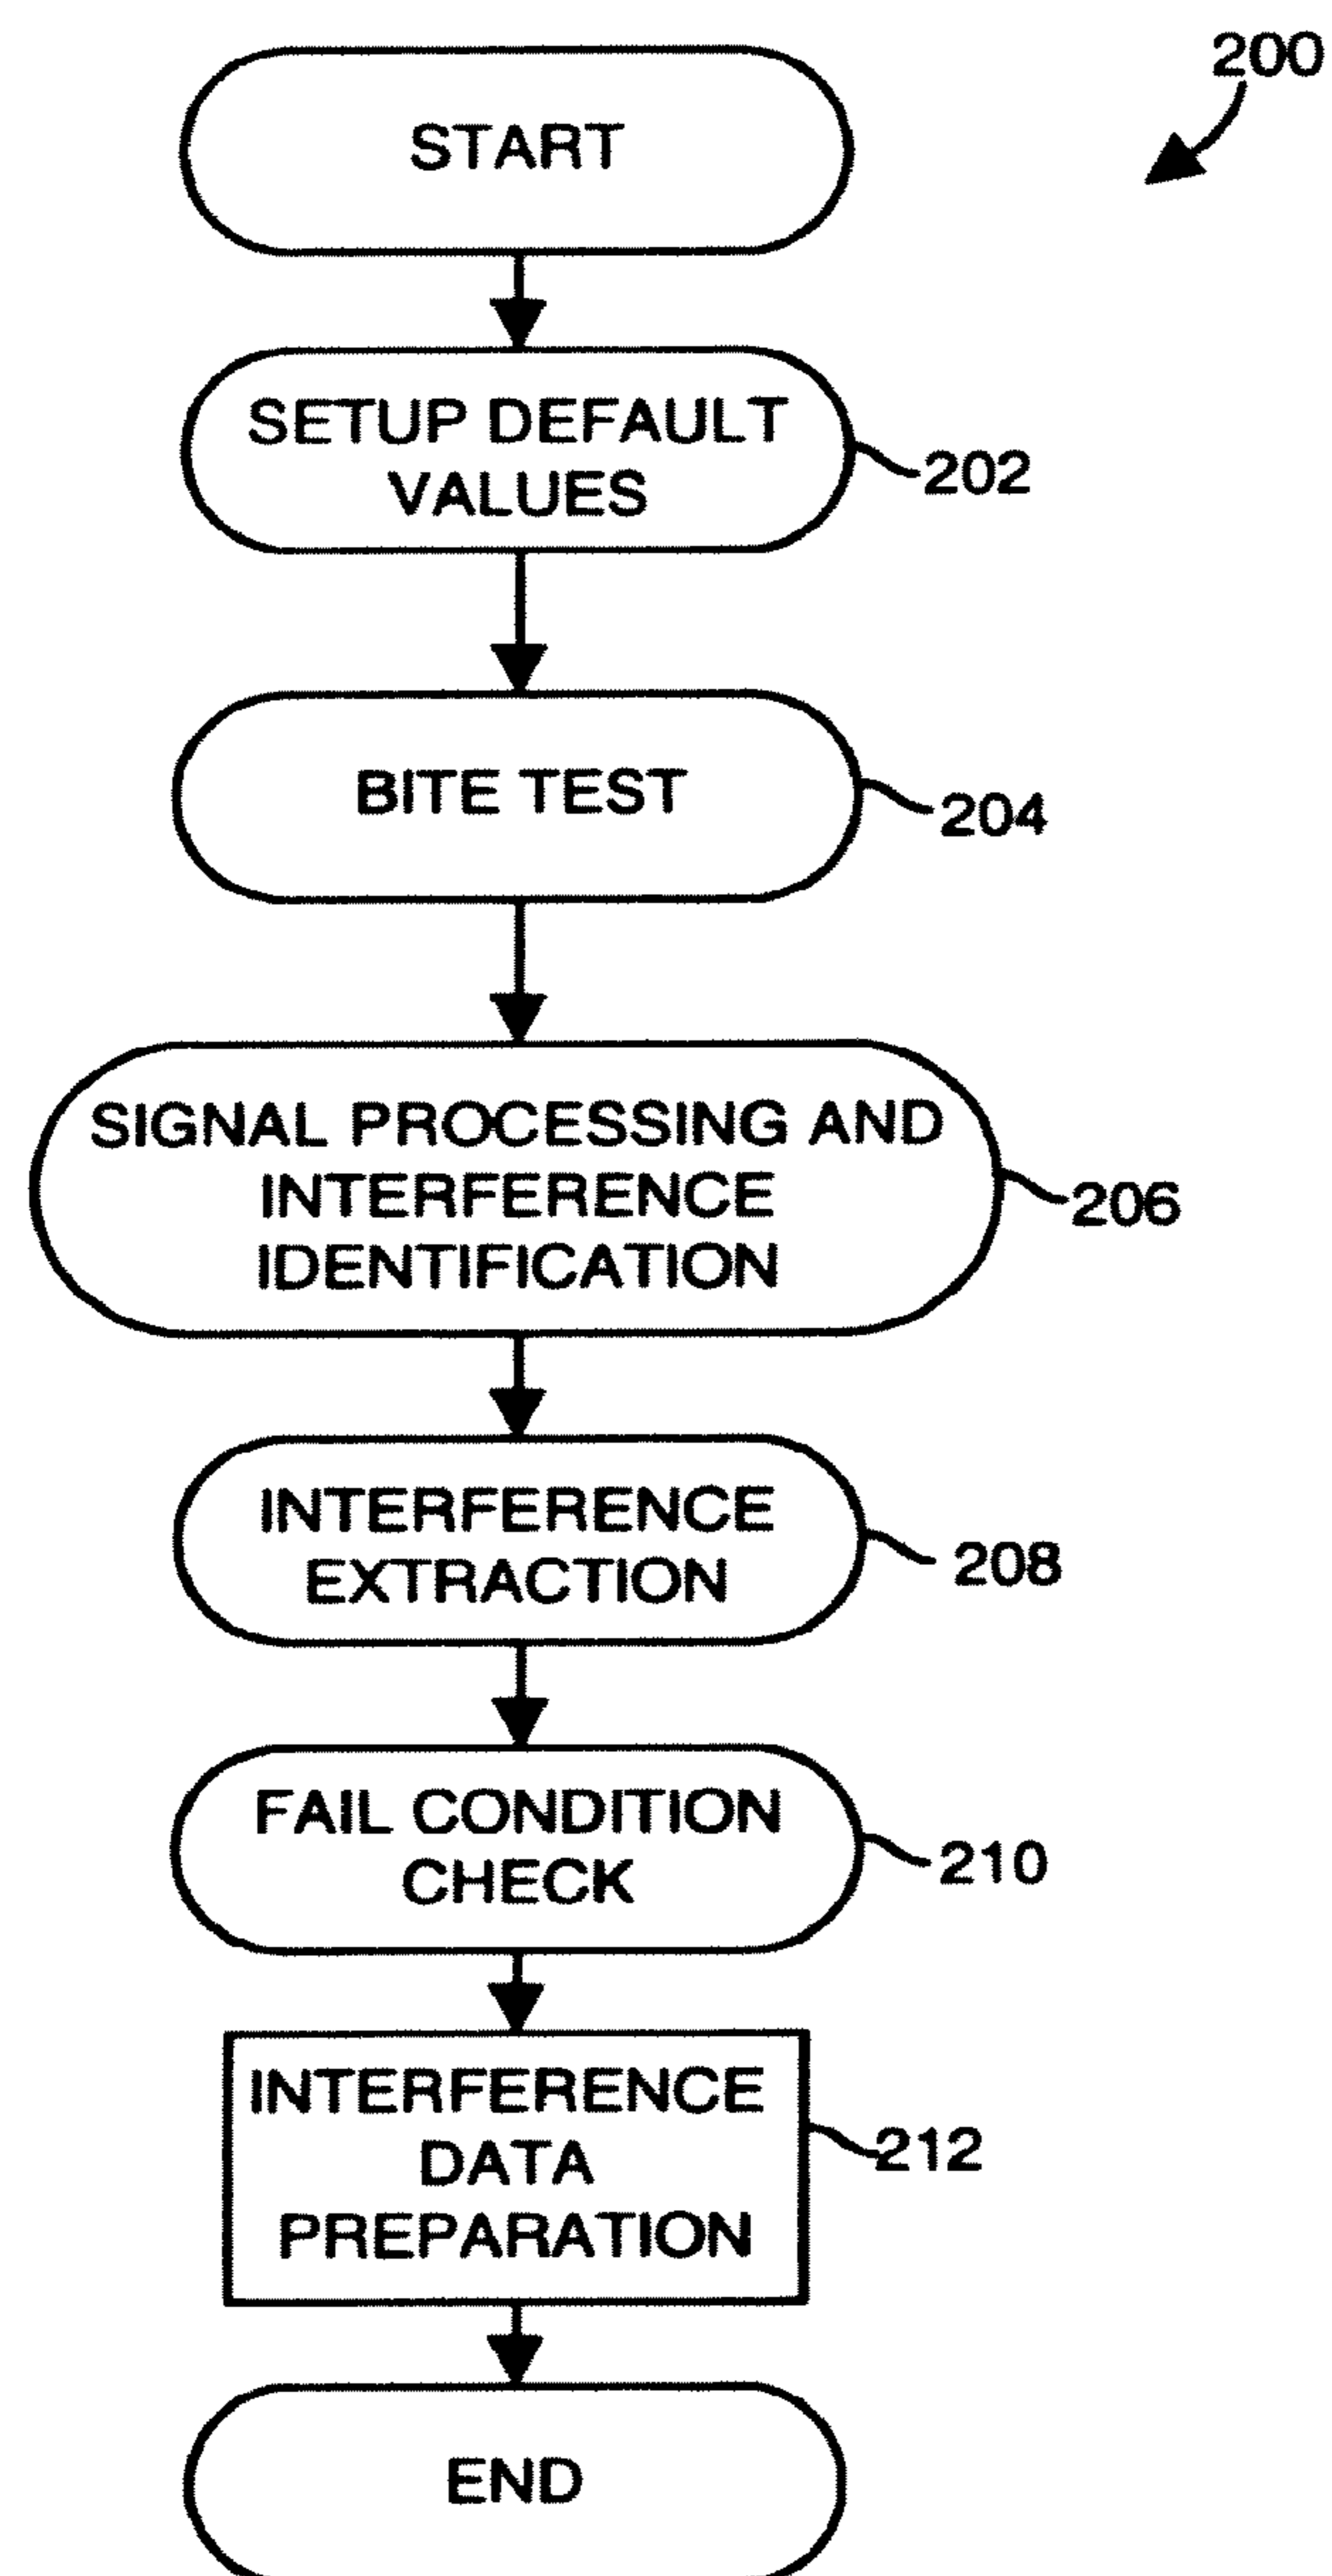 200
START
SETUP DEFAULT
VALUES
202
BITE TEST
204
SIGNAL PROCESSING AND
INTERFERENCE
IDENTIFICATION
206
INTERFERENCE
EXTRACTION
208
FAIL CONDITION
CHECK
210
INTERFERENCE
DATA
PREPARATION
212
END